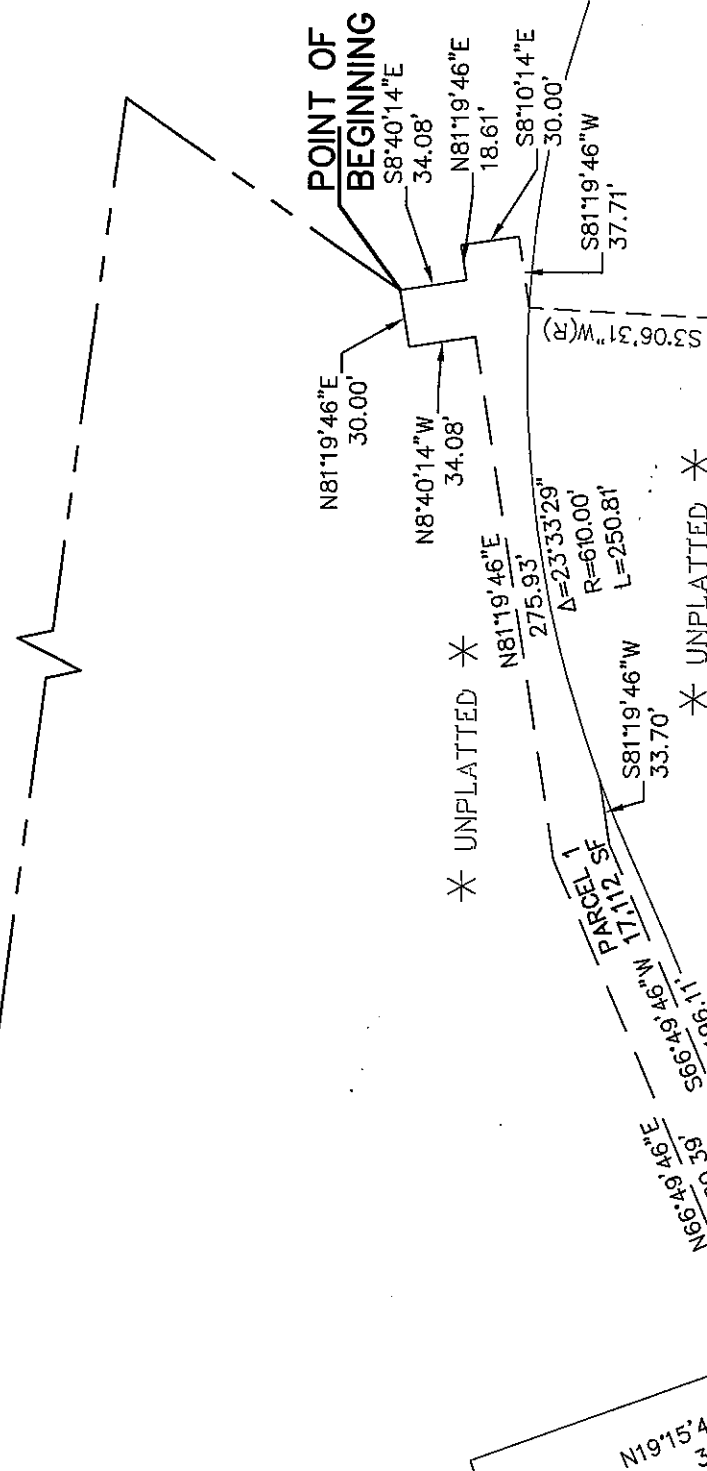 POINT OF
BEGINNING
S8°40'14"E
34.08'
N81°19'46"E
18.61'
S8°10'14"E
30.00'
S81°19'46"W
37.71'
S3°06'31"W(R)
N81°19'46"E
30.00'
N8°40'14"W
34.08'
N81°19'46"E
275.93'
Δ=23°33'29"
R=610.00'
L=250.81'
* UNPLATTED *
* UNPLATTED *
S81°19'46"W
33.70'
PARCEL 1
17,112 SF
S66°49'46"W
N66°49'46"E
N19°15'4